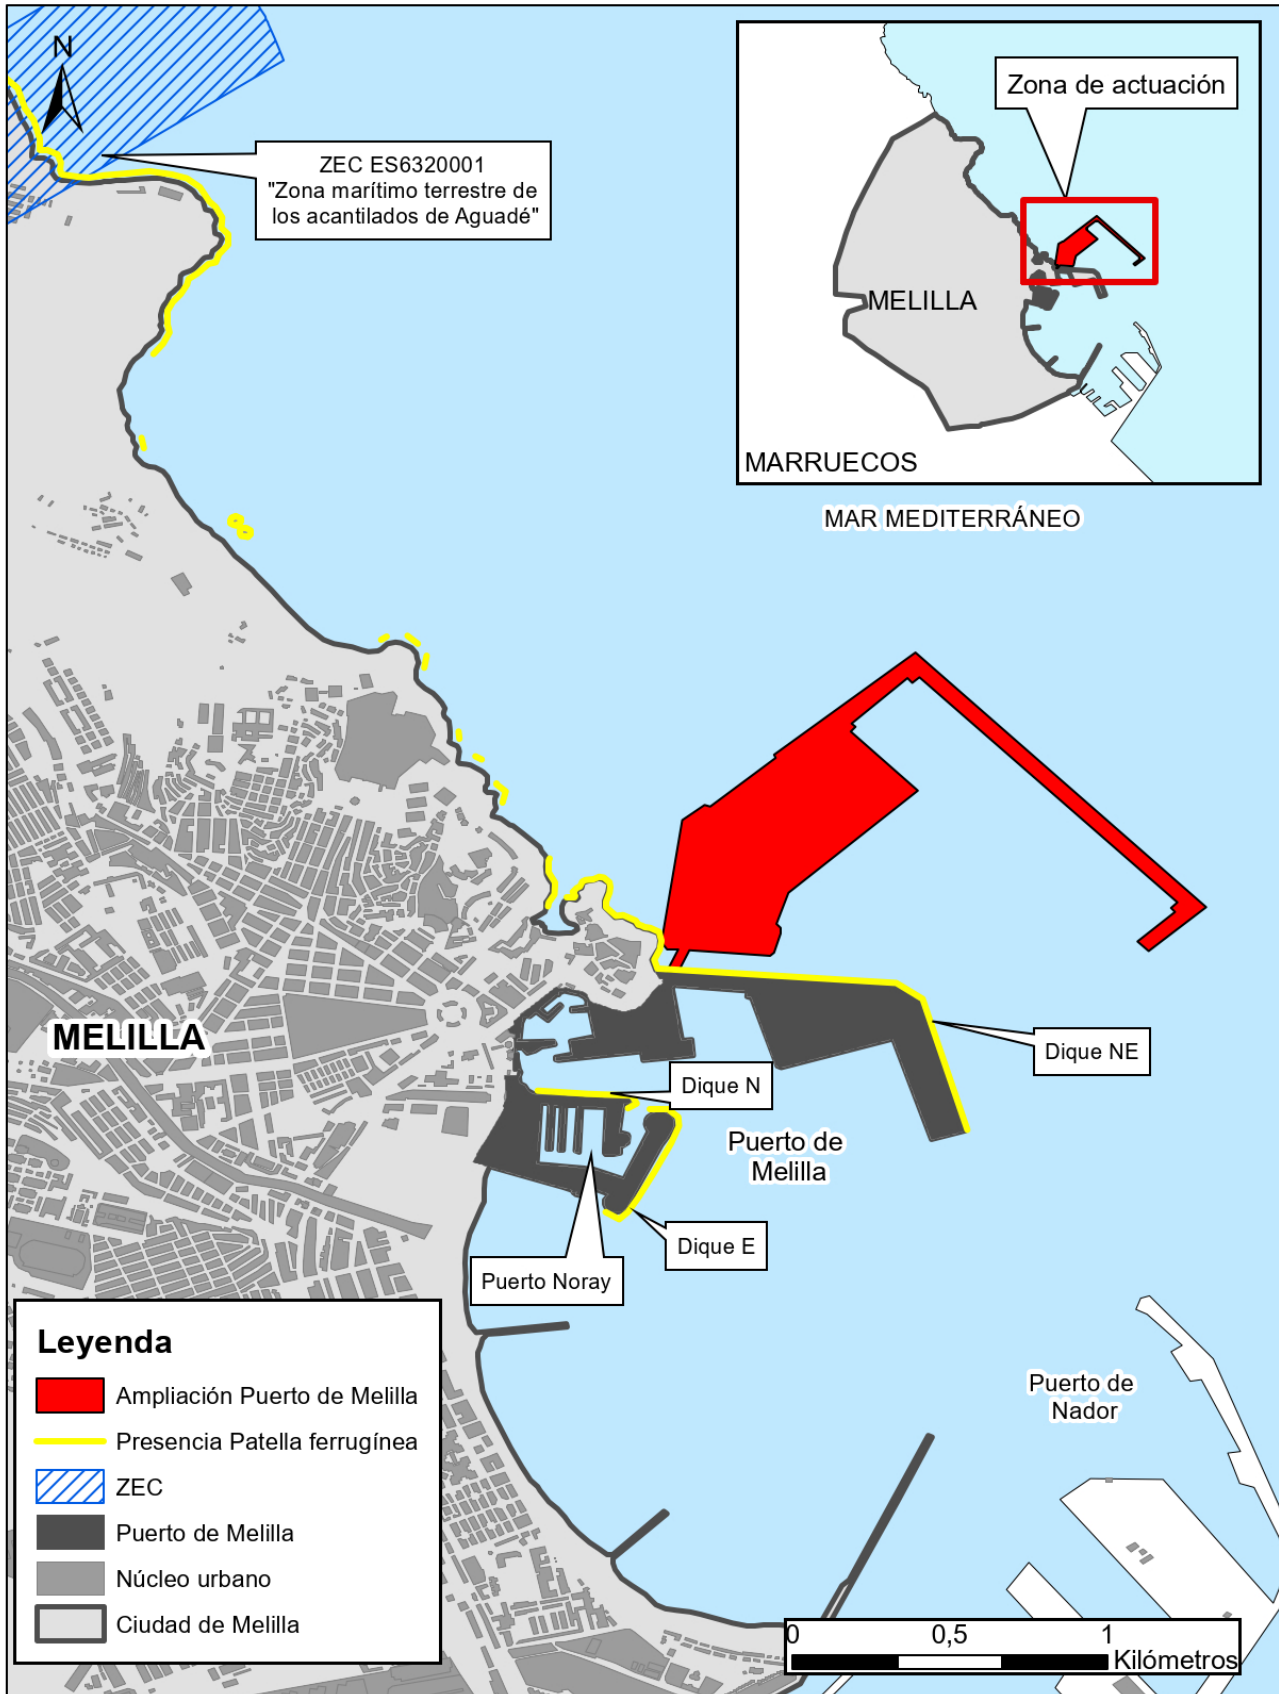 N
ZEC ES6320001
"Zona marítimo terrestre de
los acantilados de Aguadé"
Zona de actuación
MELILLA
MARRUECOS
MAR MEDITERRÁNEO
MELILLA
Dique NE
Dique N
Puerto de
Melilla
Dique E
Puerto Noray
Puerto de
Nador
Leyenda
Ampliación Puerto de Melilla
Presencia Patella ferrugínea
ZEC
Puerto de Melilla
Núcleo urbano
Ciudad de Melilla
0 0,5 1
Kilómetros